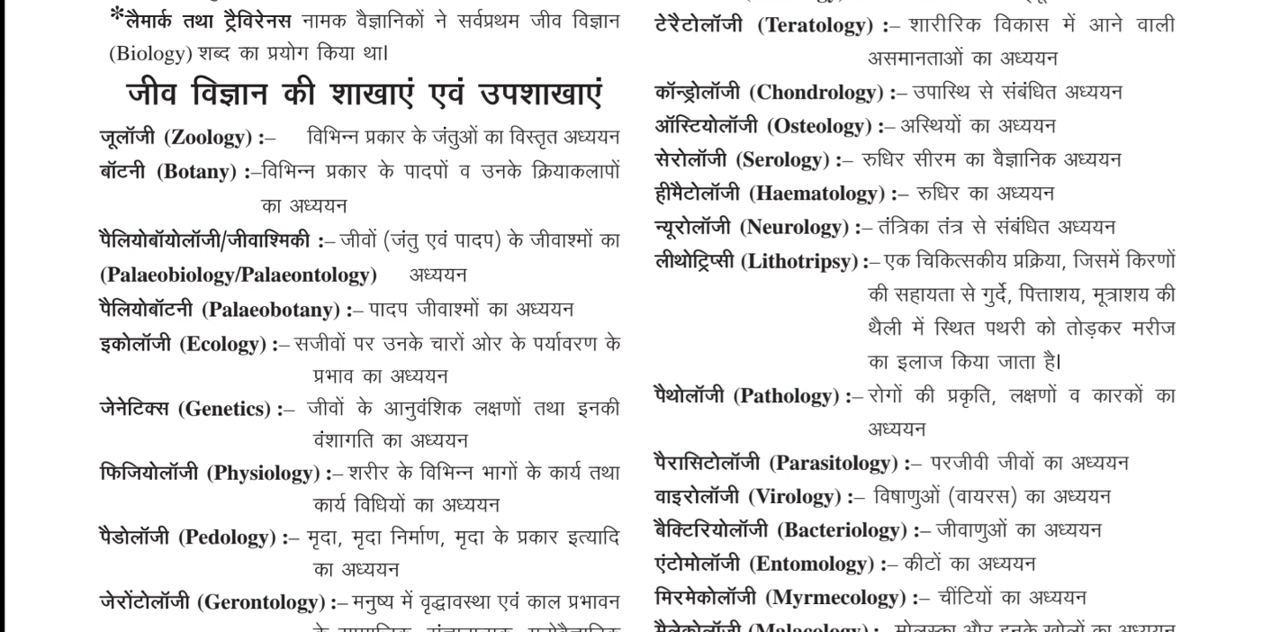 *लैमार्क तथा ट्रैविरेनस नामक वैज्ञानिकों ने सर्वप्रथम जीव विज्ञान
(Biology) शब्द का प्रयोग किया था।
जीव विज्ञान की शाखाएं एवं उपशाखाएं
जूलॉजी (Zoology) :– विभिन्न प्रकार के जंतुओं का विस्तृत अध्ययन
बॉटनी (Botany) :–विभिन्न प्रकार के पादपों व उनके क्रियाकलापों
का अध्ययन
पैलियोबॉयोलॉजी/जीवाश्मिकी :– जीवों (जंतु एवं पादप) के जीवाश्मों का
(Palaeobiology/Palaeontology) अध्ययन
पैलियोबॉटनी (Palaeobotany) :– पादप जीवाश्मों का अध्ययन
इकोलॉजी (Ecology) :– सजीवों पर उनके चारों ओर के पर्यावरण के
प्रभाव का अध्ययन
जेनेटिक्स (Genetics) :– जीवों के आनुवंशिक लक्षणों तथा इनकी
वंशागति का अध्ययन
फिजियोलॉजी (Physiology) :– शरीर के विभिन्न भागों के कार्य तथा
कार्य विधियों का अध्ययन
पैडोलॉजी (Pedology) :– मृदा, मृदा निर्माण, मृदा के प्रकार इत्यादि
का अध्ययन
जेरोंटोलॉजी (Gerontology) :– मनुष्य में वृद्धावस्था एवं काल प्रभावन
टेरैटोलॉजी (Teratology) :– शारीरिक विकास में आने वाली
असमानताओं का अध्ययन
कॉन्ड्रोलॉजी (Chondrology) :– उपास्थि से संबंधित अध्ययन
ऑस्टियोलॉजी (Osteology) :– अस्थियों का अध्ययन
सेरोलॉजी (Serology) :– रुधिर सीरम का वैज्ञानिक अध्ययन
हीमैटोलॉजी (Haematology) :– रुधिर का अध्ययन
न्यूरोलॉजी (Neurology) :– तंत्रिका तंत्र से संबंधित अध्ययन
लीथोट्रिप्सी (Lithotripsy) :– एक चिकित्सकीय प्रक्रिया, जिसमें किरणों
की सहायता से गुर्दे, पित्ताशय, मूत्राशय की
थैली में स्थित पथरी को तोड़कर मरीज
का इलाज किया जाता है।
पैथोलॉजी (Pathology) :– रोगों की प्रकृति, लक्षणों व कारकों का
अध्ययन
पैरासिटोलॉजी (Parasitology) :– परजीवी जीवों का अध्ययन
वाइरोलॉजी (Virology) :– विषाणुओं (वायरस) का अध्ययन
बैक्टिरियोलॉजी (Bacteriology) :– जीवाणुओं का अध्ययन
एंटोमोलॉजी (Entomology) :– कीटों का अध्ययन
मिरमेकोलॉजी (Myrmecology) :– चींटियों का अध्ययन
मैलेकोलॉजी (Malacology) :– मोलस्का और इनके खोलों का अध्ययन